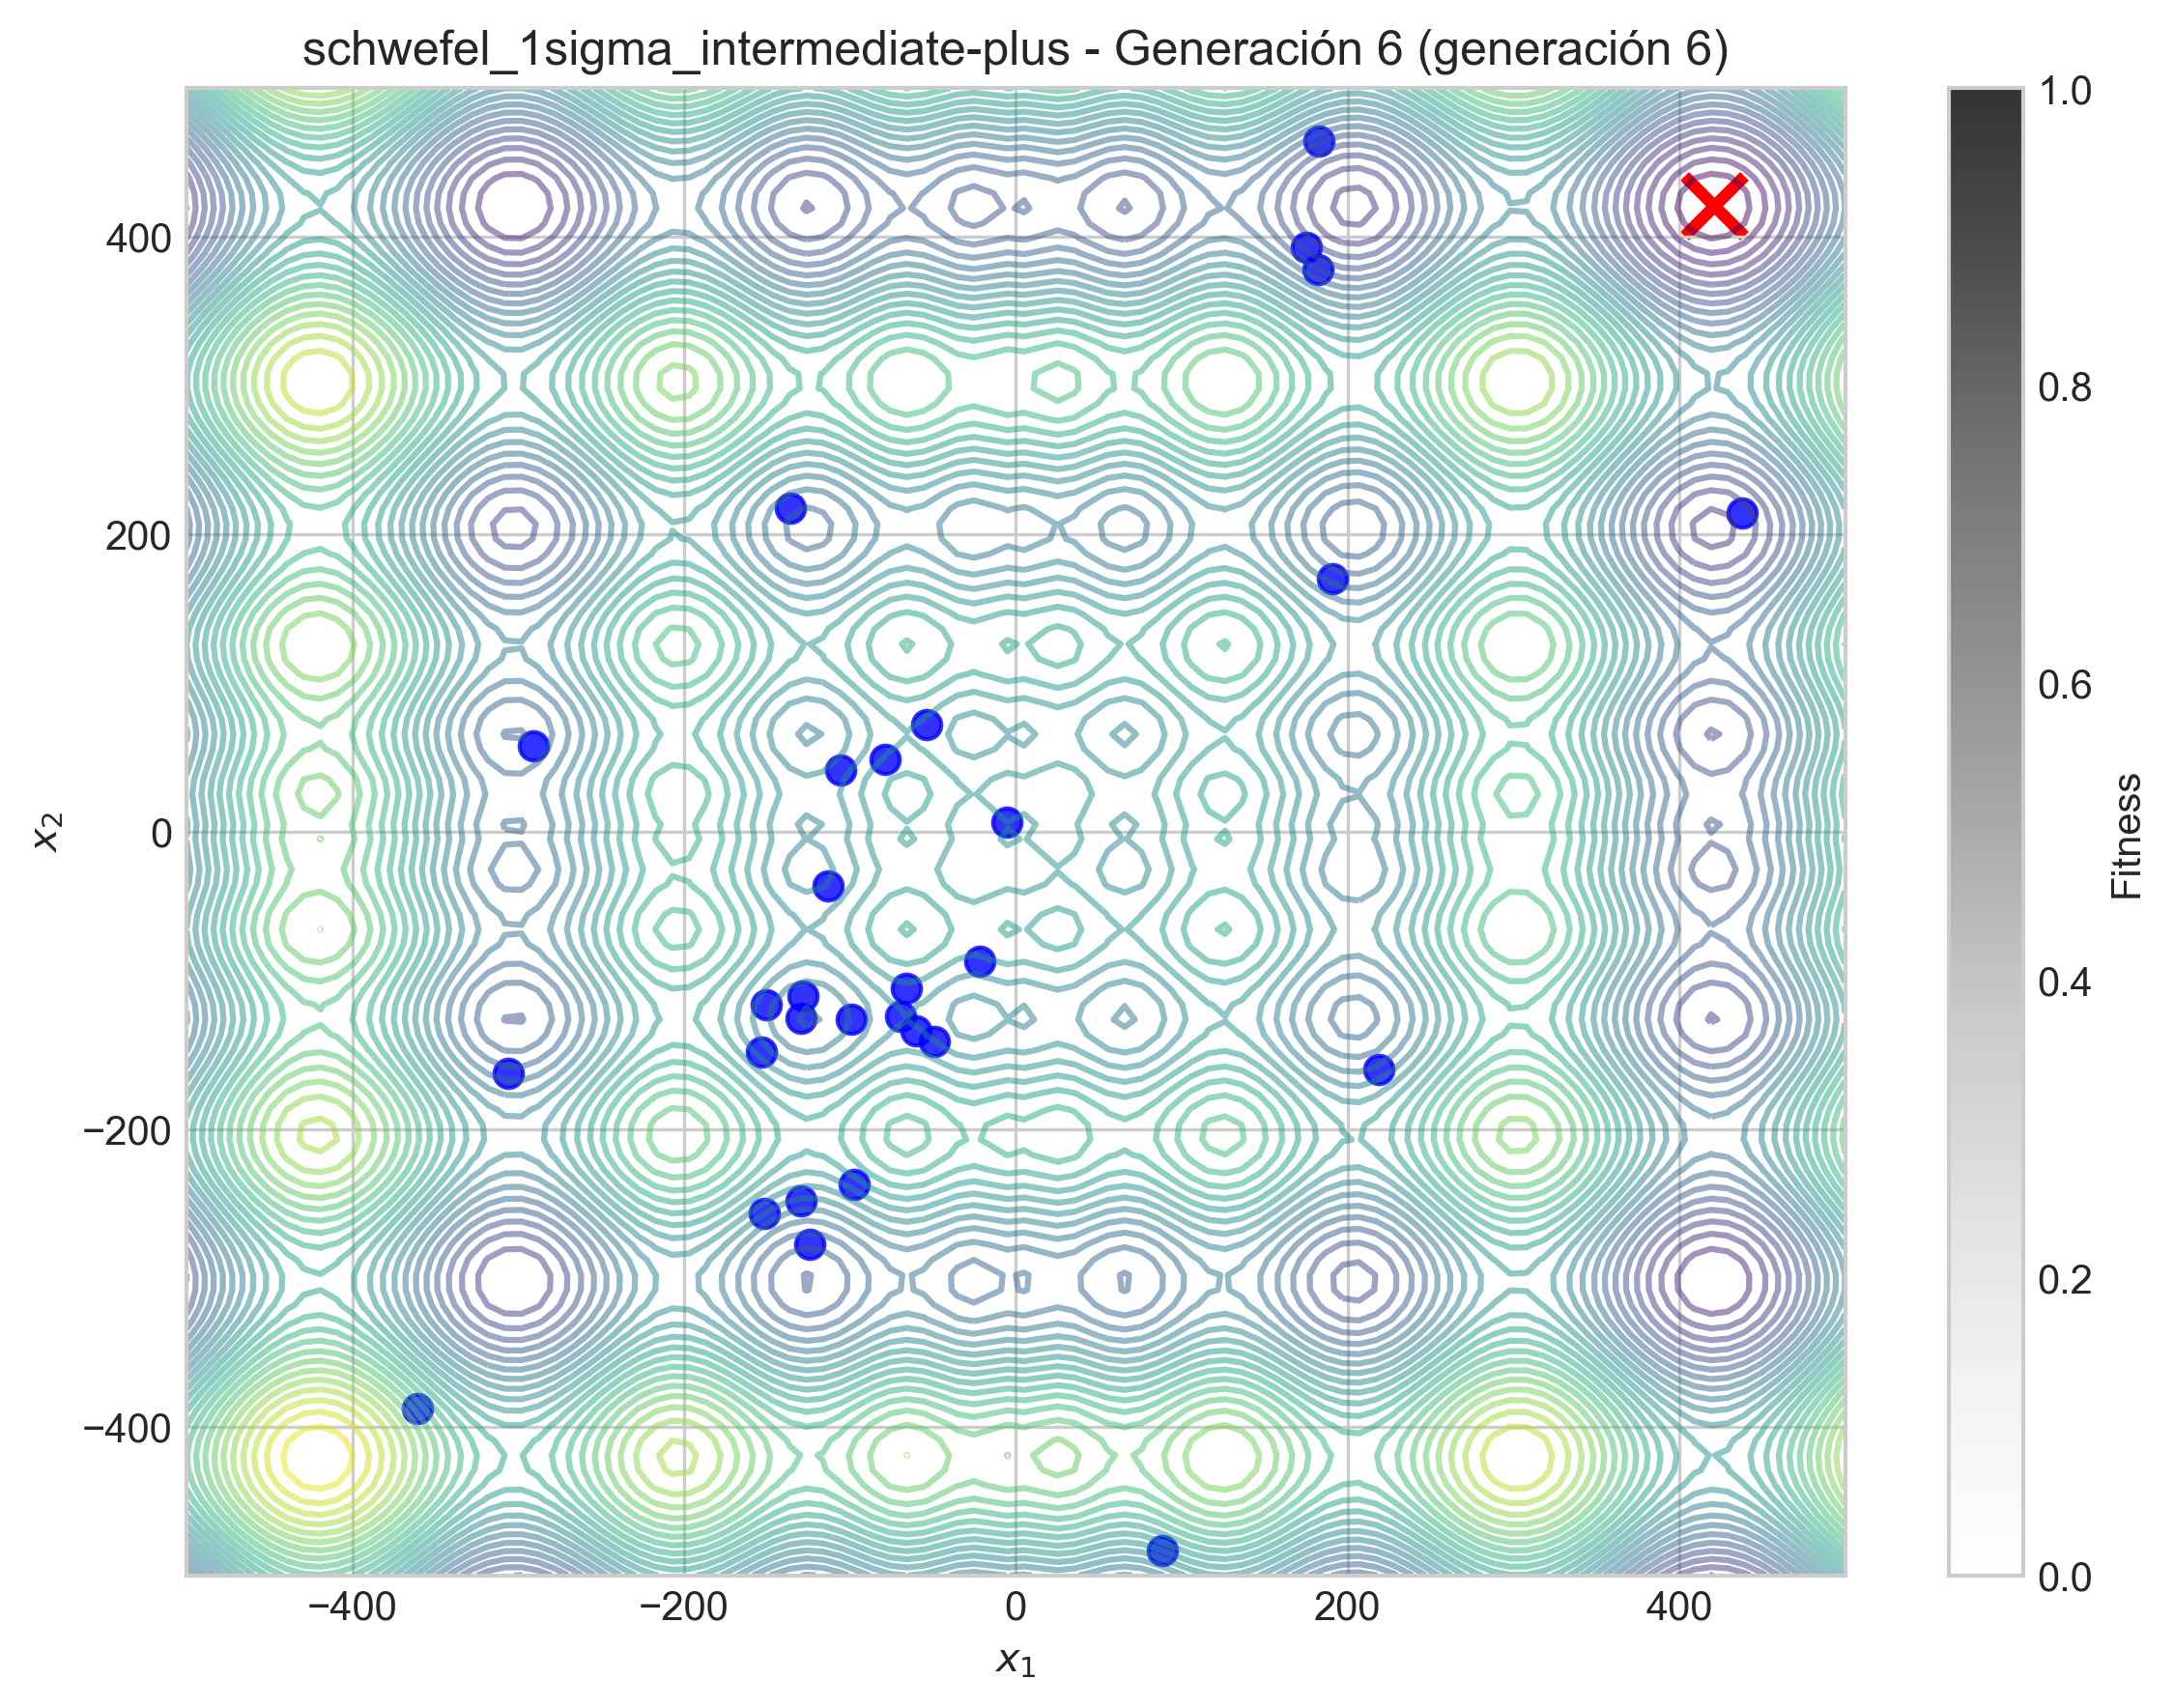 schwefel_1sigma_intermediate-plus - Generación 6 (generación 6)
400
200
0
−200
−400
x₂
−400 −200 0 200 400
x₁
1.0
0.8
0.6
0.4
0.2
0.0
Fitness